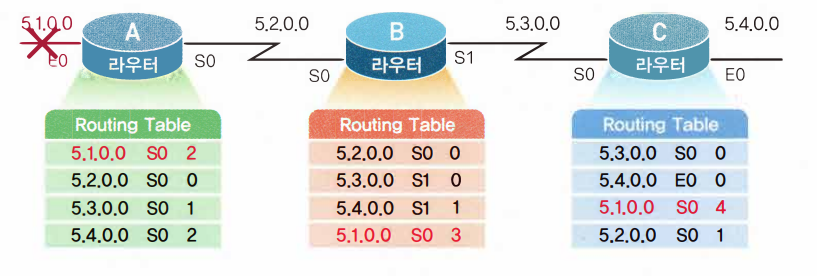 5.1.0.0
E0
A
라우터
S0
5.2.0.0
S0
B
라우터
S1
5.3.0.0
S0
C
라우터
E0
5.4.0.0
Routing Table
5.1.0.0 S0 2
5.2.0.0 S0 0
5.3.0.0 S0 1
5.4.0.0 S0 2
Routing Table
5.2.0.0 S0 0
5.3.0.0 S1 0
5.4.0.0 S1 1
5.1.0.0 S0 3
Routing Table
5.3.0.0 S0 0
5.4.0.0 E0 0
5.1.0.0 S0 4
5.2.0.0 S0 1